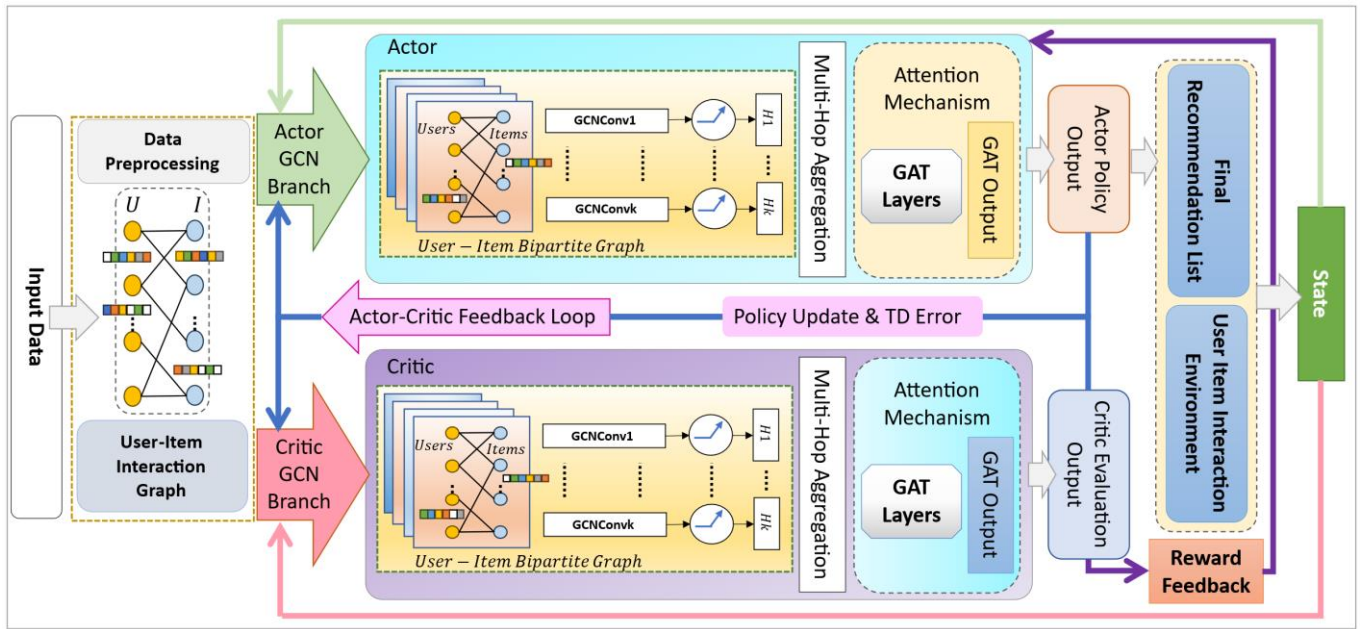 Input Data
Data
Preprocessing
U
I
User-Item
Interaction
Graph
Actor
GCN
Branch
Actor
Users
Items
GCNConv1
H1
GCNConvk
Hk
User − Item Bipartite Graph
Multi-Hop Aggregation
Attention
Mechanism
GAT
Layers
GAT Output
Actor Policy
Output
Final
Recommendation List
User Item Interaction
Environment
State
Actor-Critic Feedback Loop
Policy Update & TD Error
Critic
GCN
Branch
Critic
Users
Items
GCNConv1
H1
GCNConvk
Hk
User − Item Bipartite Graph
Multi-Hop Aggregation
Attention
Mechanism
GAT
Layers
GAT Output
Critic Evaluation
Output
Reward
Feedback